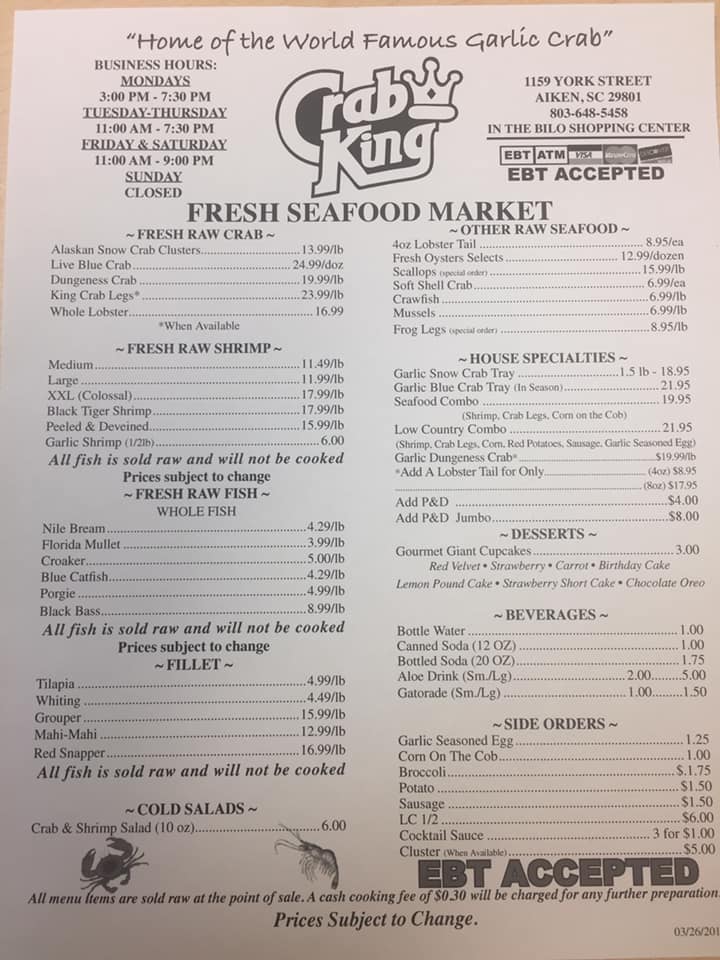 "Home of the World Famous Garlic Crab"
BUSINESS HOURS:
MONDAYS
3:00 PM - 7:30 PM
TUESDAY-THURSDAY
11:00 AM - 7:30 PM
FRIDAY & SATURDAY
11:00 AM - 9:00 PM
SUNDAY
CLOSED
Crab King
1159 YORK STREET
AIKEN, SC 29801
803-648-5458
IN THE BILO SHOPPING CENTER
EBT ATM VISA MasterCard DISCOVER
EBT ACCEPTED
FRESH SEAFOOD MARKET
~ FRESH RAW CRAB ~
Alaskan Snow Crab Clusters 13.99/lb
Live Blue Crab 24.99/doz
Dungeness Crab 19.99/lb
King Crab Legs* 23.99/lb
Whole Lobster 16.99
*When Available
~ FRESH RAW SHRIMP ~
Medium 11.49/lb
Large 11.99/lb
XXL (Colossal) 17.99/lb
Black Tiger Shrimp 17.99/lb
Peeled & Deveined 15.99/lb
Garlic Shrimp (1/2lb) 6.00
All fish is sold raw and will not be cooked
Prices subject to change
~ FRESH RAW FISH ~
WHOLE FISH
Nile Bream 4.29/lb
Florida Mullet 3.99/lb
Croaker 5.00/lb
Blue Catfish 4.29/lb
Porgie 4.99/lb
Black Bass 8.99/lb
All fish is sold raw and will not be cooked
Prices subject to change
~ FILLET ~
Tilapia 4.99/lb
Whiting 4.49/lb
Grouper 15.99/lb
Mahi-Mahi 12.99/lb
Red Snapper 16.99/lb
All fish is sold raw and will not be cooked
~ COLD SALADS ~
Crab & Shrimp Salad (10 oz) 6.00
~ OTHER RAW SEAFOOD ~
4oz Lobster Tail 8.95/ea
Fresh Oysters Selects 12.99/dozen
Scallops (special order) 15.99/lb
Soft Shell Crab 6.99/ea
Crawfish 6.99/lb
Mussels 6.99/lb
Frog Legs (special order) 8.95/lb
~ HOUSE SPECIALTIES ~
Garlic Snow Crab Tray 1.5 lb - 18.95
Garlic Blue Crab Tray (In Season) 21.95
Seafood Combo 19.95
(Shrimp, Crab Legs, Corn on the Cob)
Low Country Combo 21.95
(Shrimp, Crab Legs, Corn, Red Potatoes, Sausage, Garlic Seasoned Egg)
Garlic Dungeness Crab* $19.99/lb
*Add A Lobster Tail for Only (4oz) $8.95
(8oz) $17.95
Add P&D $4.00
Add P&D Jumbo $8.00
~ DESSERTS ~
Gourmet Giant Cupcakes 3.00
Red Velvet • Strawberry • Carrot • Birthday Cake
Lemon Pound Cake • Strawberry Short Cake • Chocolate Oreo
~ BEVERAGES ~
Bottle Water 1.00
Canned Soda (12 OZ) 1.00
Bottled Soda (20 OZ) 1.75
Aloe Drink (Sm./Lg) 2.00 5.00
Gatorade (Sm./Lg) 1.00 1.50
~ SIDE ORDERS ~
Garlic Seasoned Egg 1.25
Corn On The Cob 1.00
Broccoli $.1.75
Potato $1.50
Sausage $1.50
LC 1/2 $6.00
Cocktail Sauce 3 for $1.00
Cluster (When Available) $5.00
EBT ACCEPTED
All menu items are sold raw at the point of sale. A cash cooking fee of $0.30 will be charged for any further preparation.
Prices Subject to Change.
03/26/201